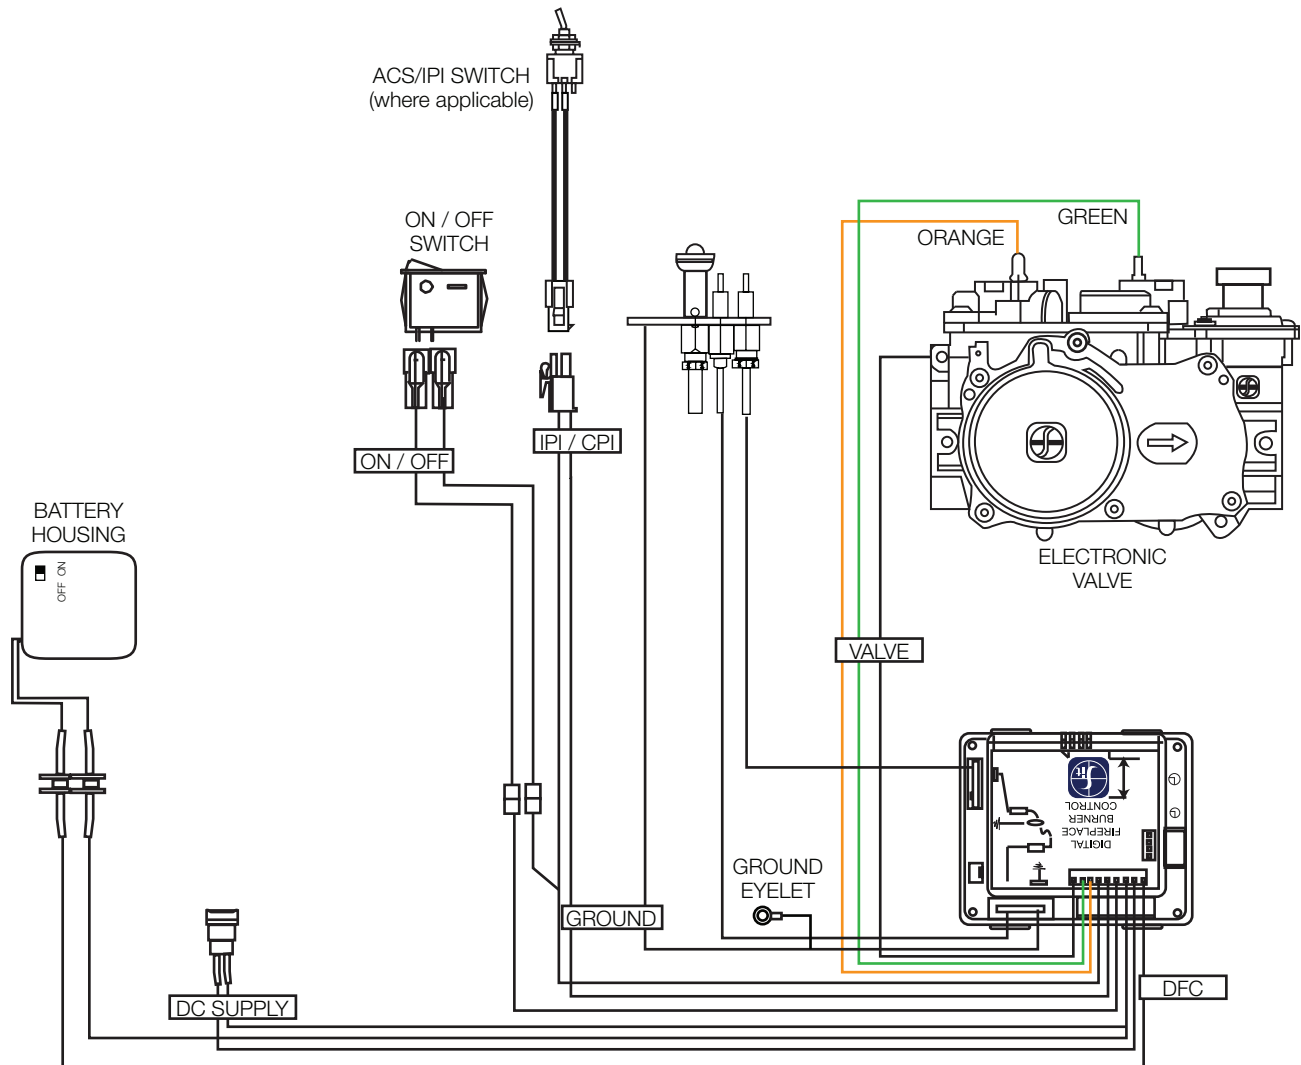 ACS/IPI SWITCH
(where applicable)
ON / OFF
SWITCH
GREEN
ORANGE
IPI / CPI
ON / OFF
BATTERY
HOUSING
OFF ON
ELECTRONIC
VALVE
VALVE
DIGITAL
FIREPLACE
BURNER
CONTROL
GROUND
EYELET
GROUND
DFC
DC SUPPLY